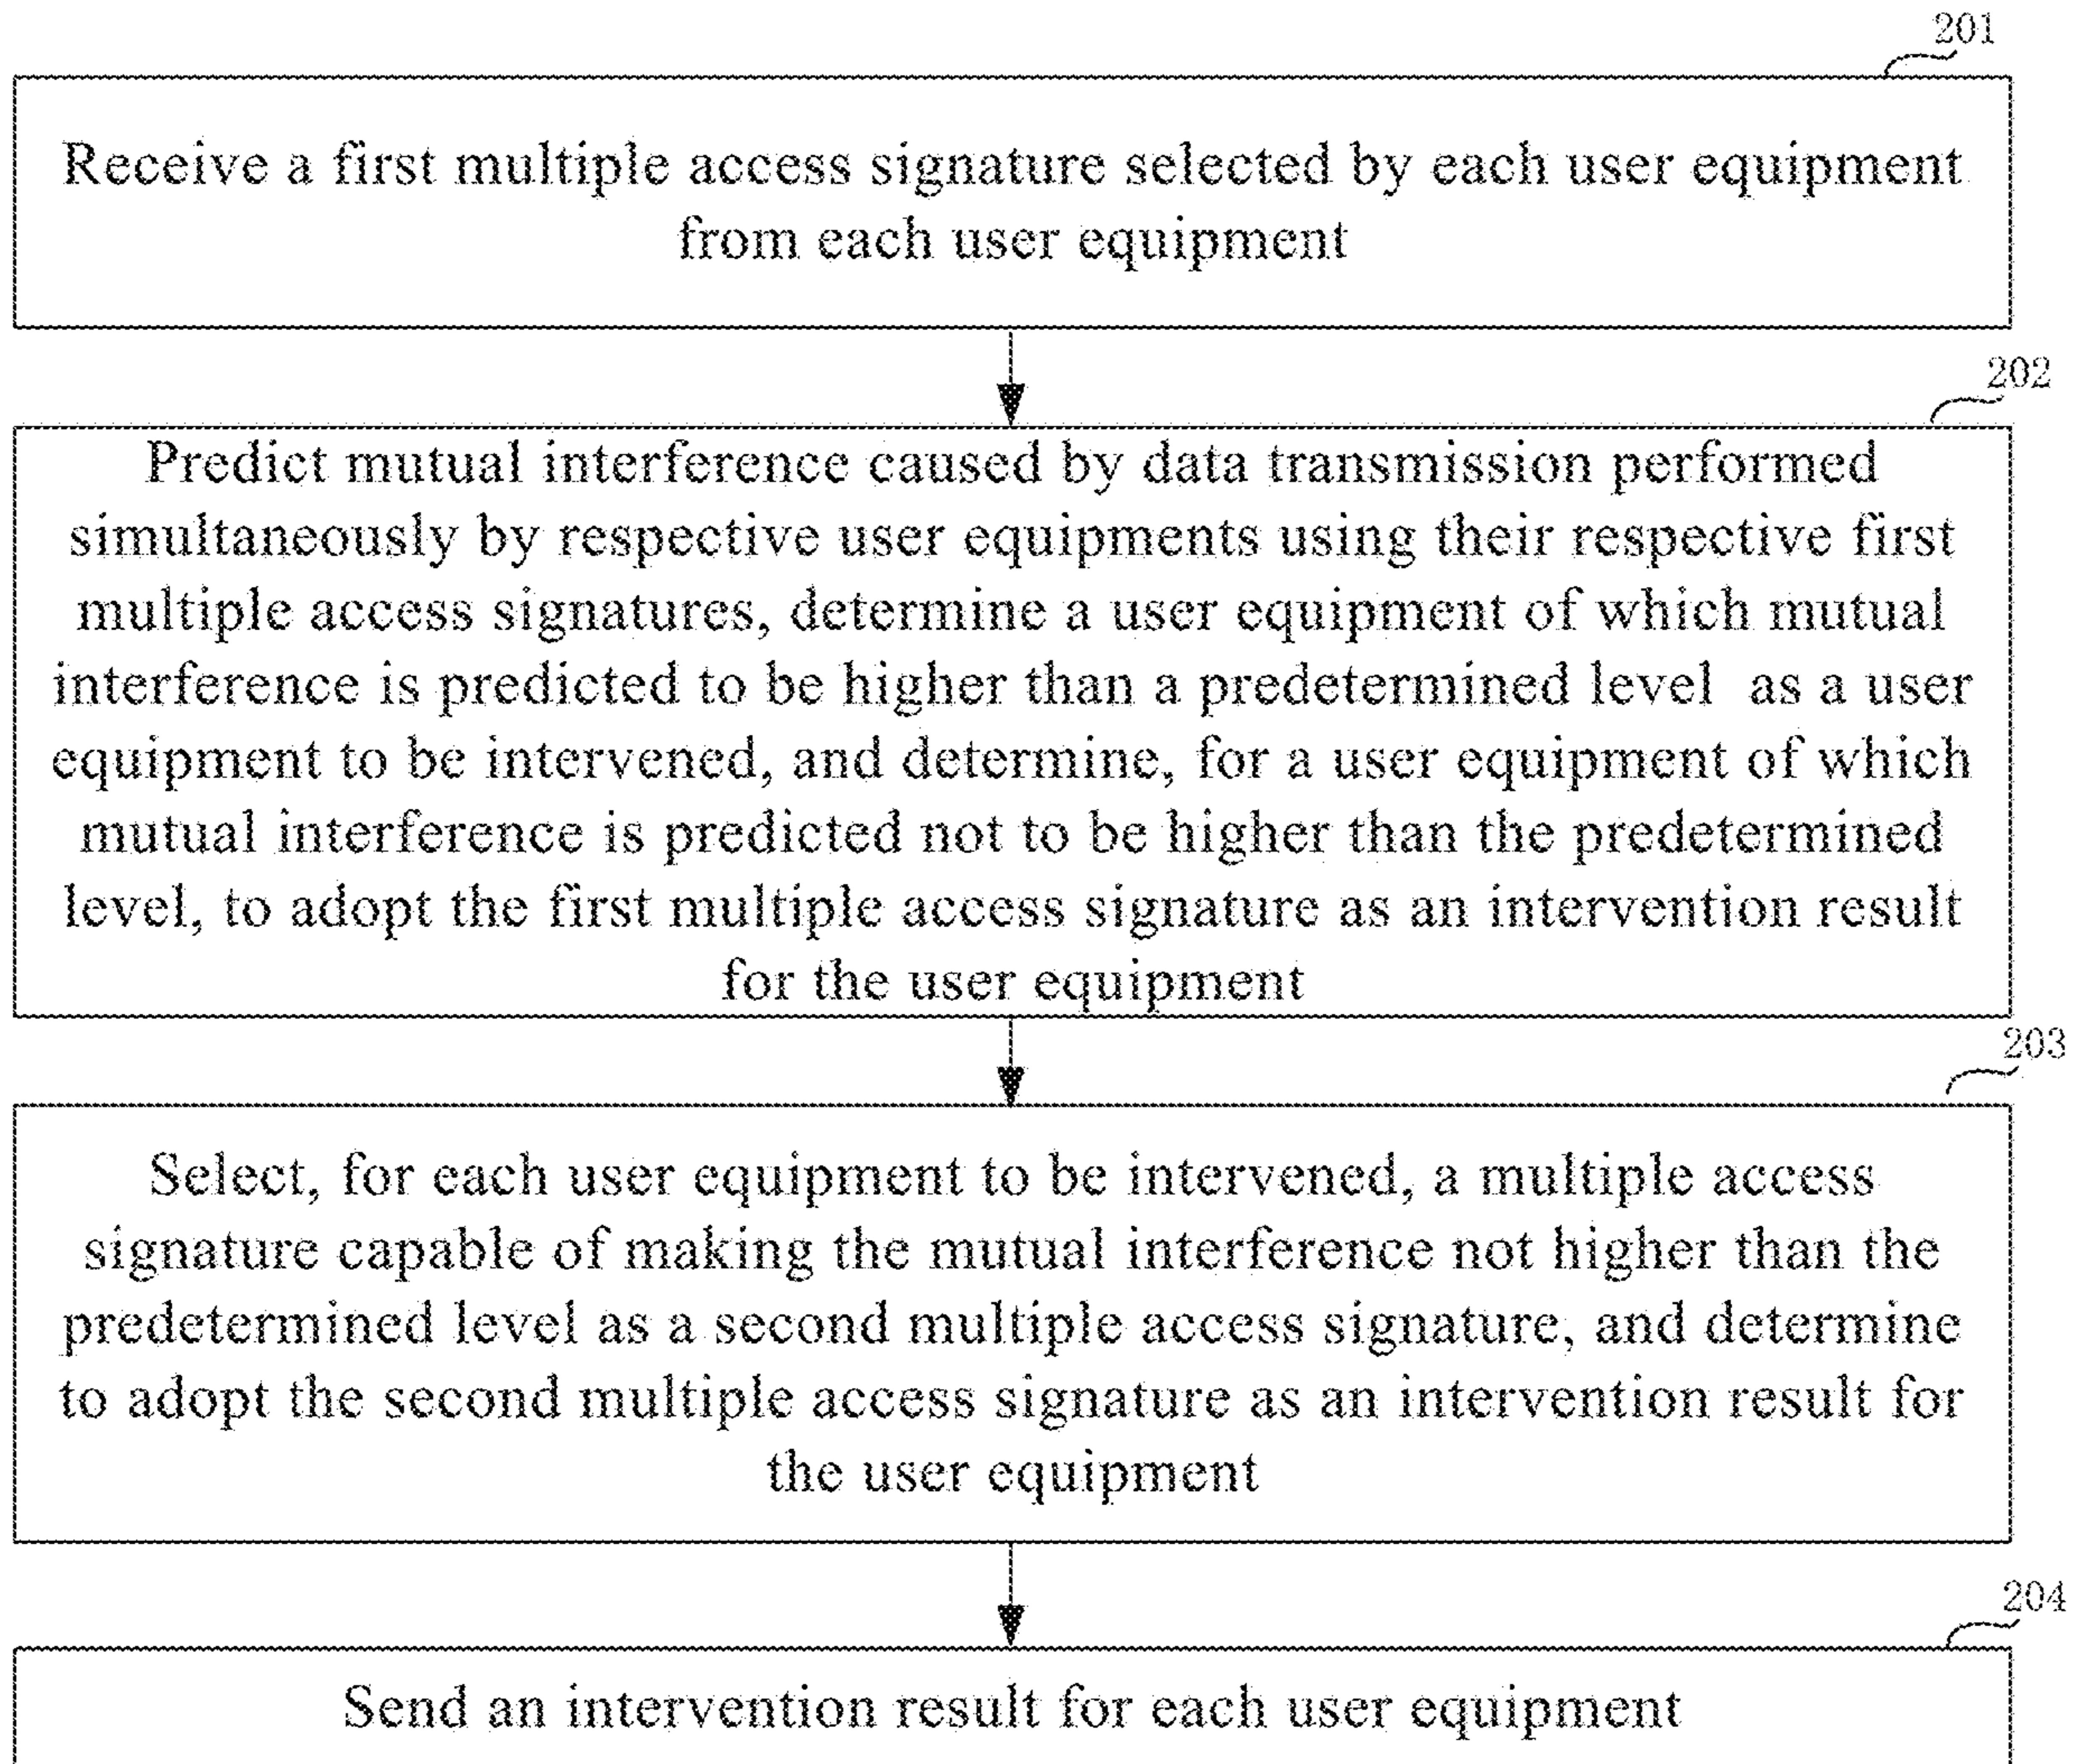 201
Receive a first multiple access signature selected by each user equipment
from each user equipment
202
Predict mutual interference caused by data transmission performed
simultaneously by respective user equipments using their respective first
multiple access signatures, determine a user equipment of which mutual
interference is predicted to be higher than a predetermined level as a user
equipment to be intervened, and determine, for a user equipment of which
mutual interference is predicted not to be higher than the predetermined
level, to adopt the first multiple access signature as an intervention result
for the user equipment
203
Select, for each user equipment to be intervened, a multiple access
signature capable of making the mutual interference not higher than the
predetermined level as a second multiple access signature, and determine
to adopt the second multiple access signature as an intervention result for
the user equipment
204
Send an intervention result for each user equipment